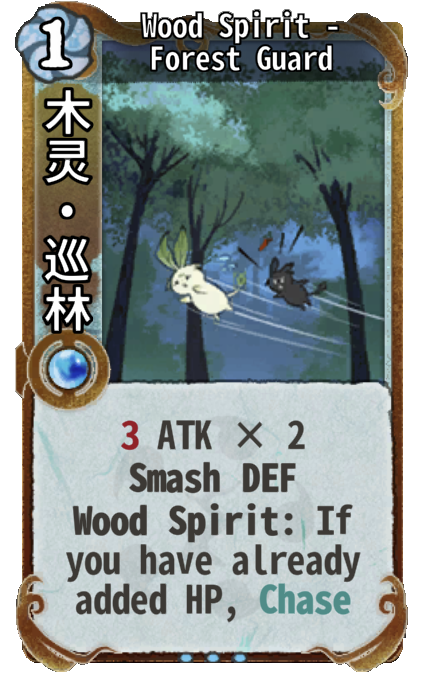 1
Wood Spirit -
Forest Guard
木灵·巡林
3 ATK × 2
Smash DEF
Wood Spirit: If
you have already
added HP, Chase